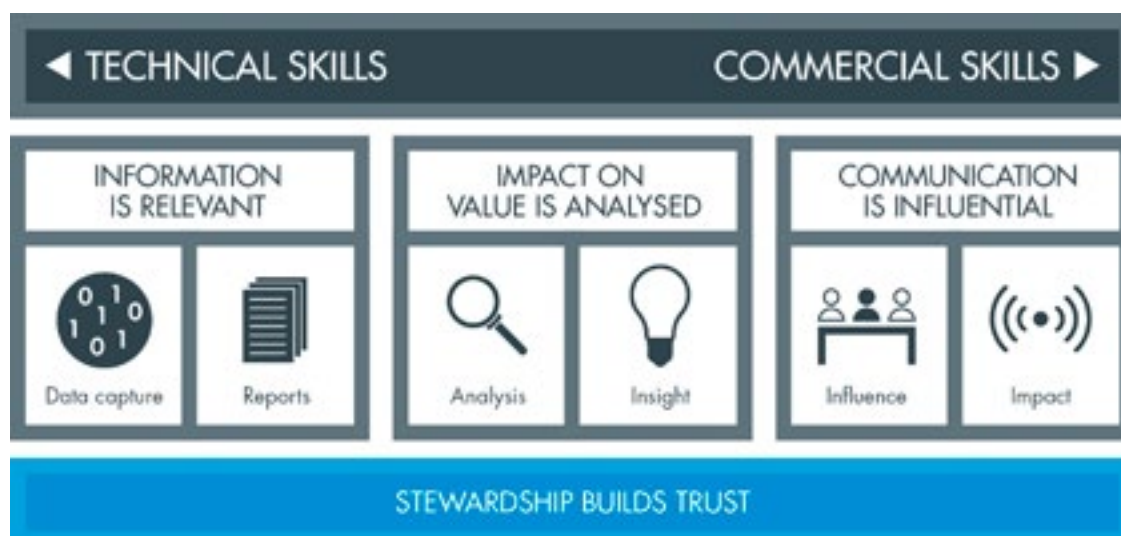 TECHNICAL SKILLS
COMMERCIAL SKILLS
INFORMATION
IS RELEVANT
IMPACT ON
VALUE IS ANALYSED
COMMUNICATION
IS INFLUENTIAL
0 1
1 1 0
0 1
Data capture
Reports
Analysis
Insight
Influence
Impact
STEWARDSHIP BUILDS TRUST